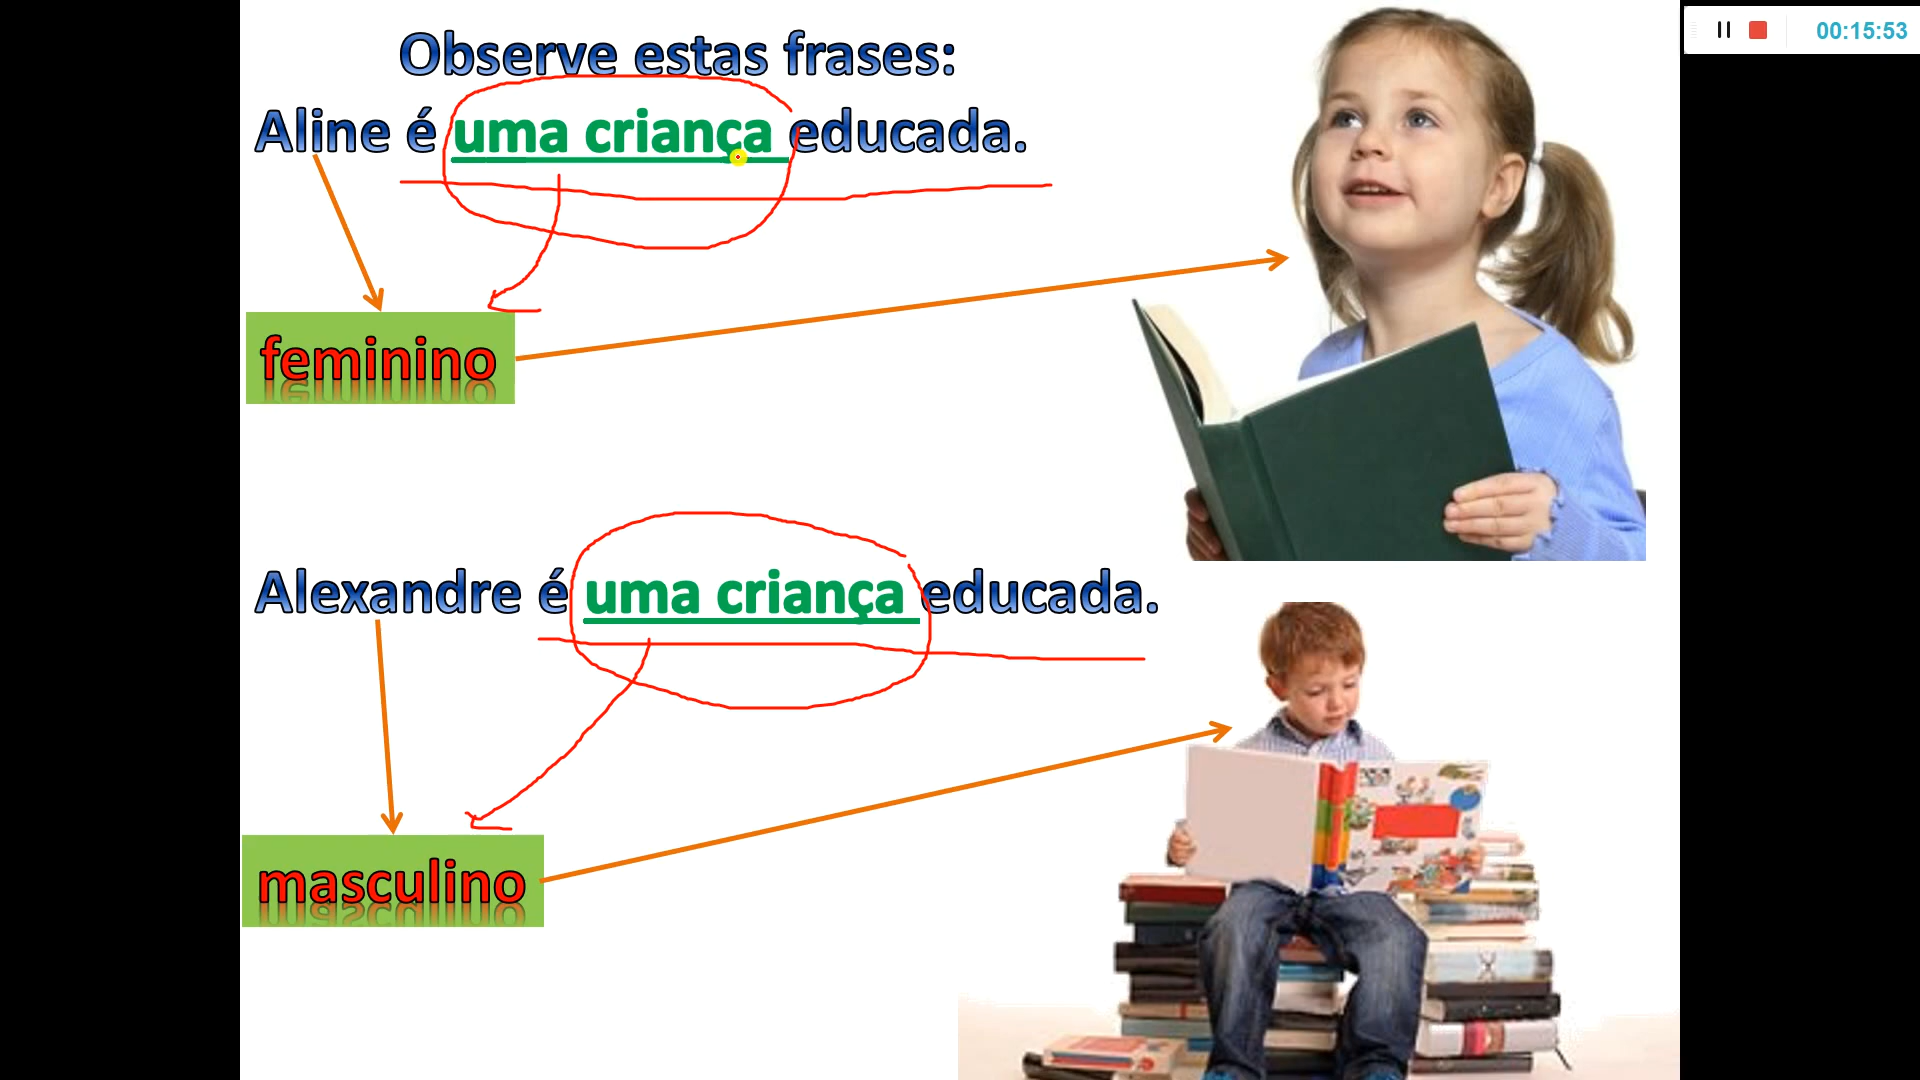 Observe estas frases:
Aline é uma criança educada.
feminino
Alexandre é uma criança educada.
masculino
00:15:53